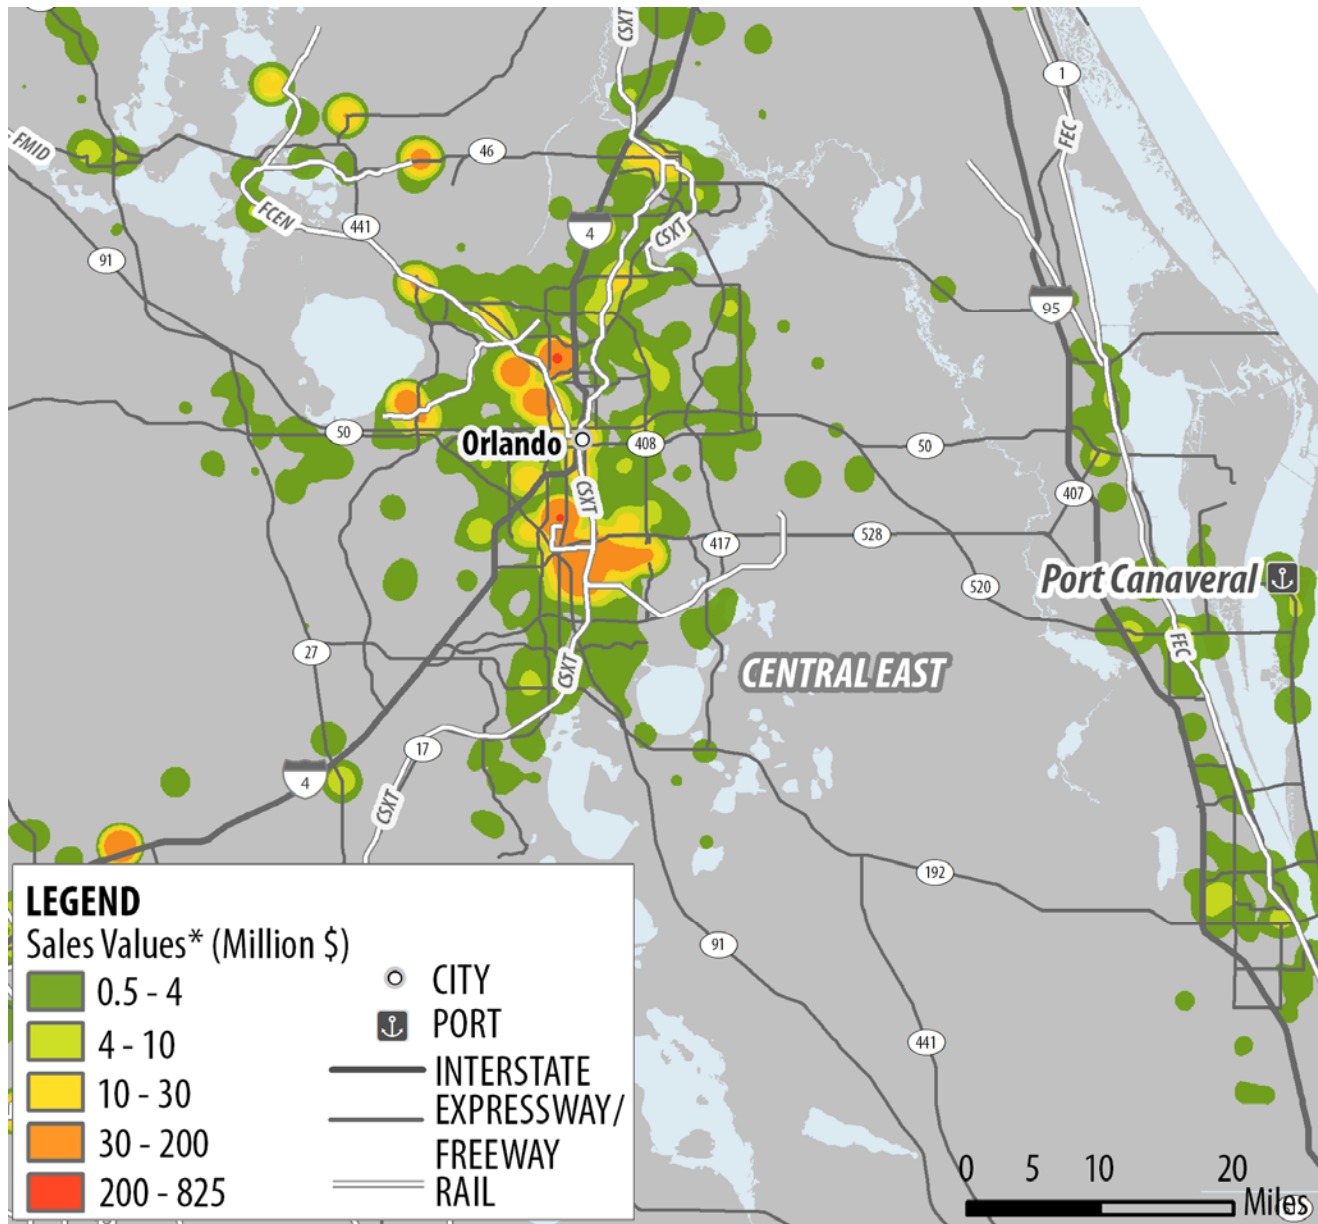 CSXT
1
FEC
FMID
46
FCEN
441
4
CSXT
91
95
50
Orlando
408
50
CSXT
407
417
528
520
Port Canaveral
27
CSXT
FEC
CENTRAL EAST
17
4
CSXT
192
91
441
LEGEND
Sales Values* (Million $)
0.5 - 4
4 - 10
10 - 30
30 - 200
200 - 825
CITY
PORT
INTERSTATE
EXPRESSWAY/
FREEWAY
RAIL
0 5 10 20
Miles